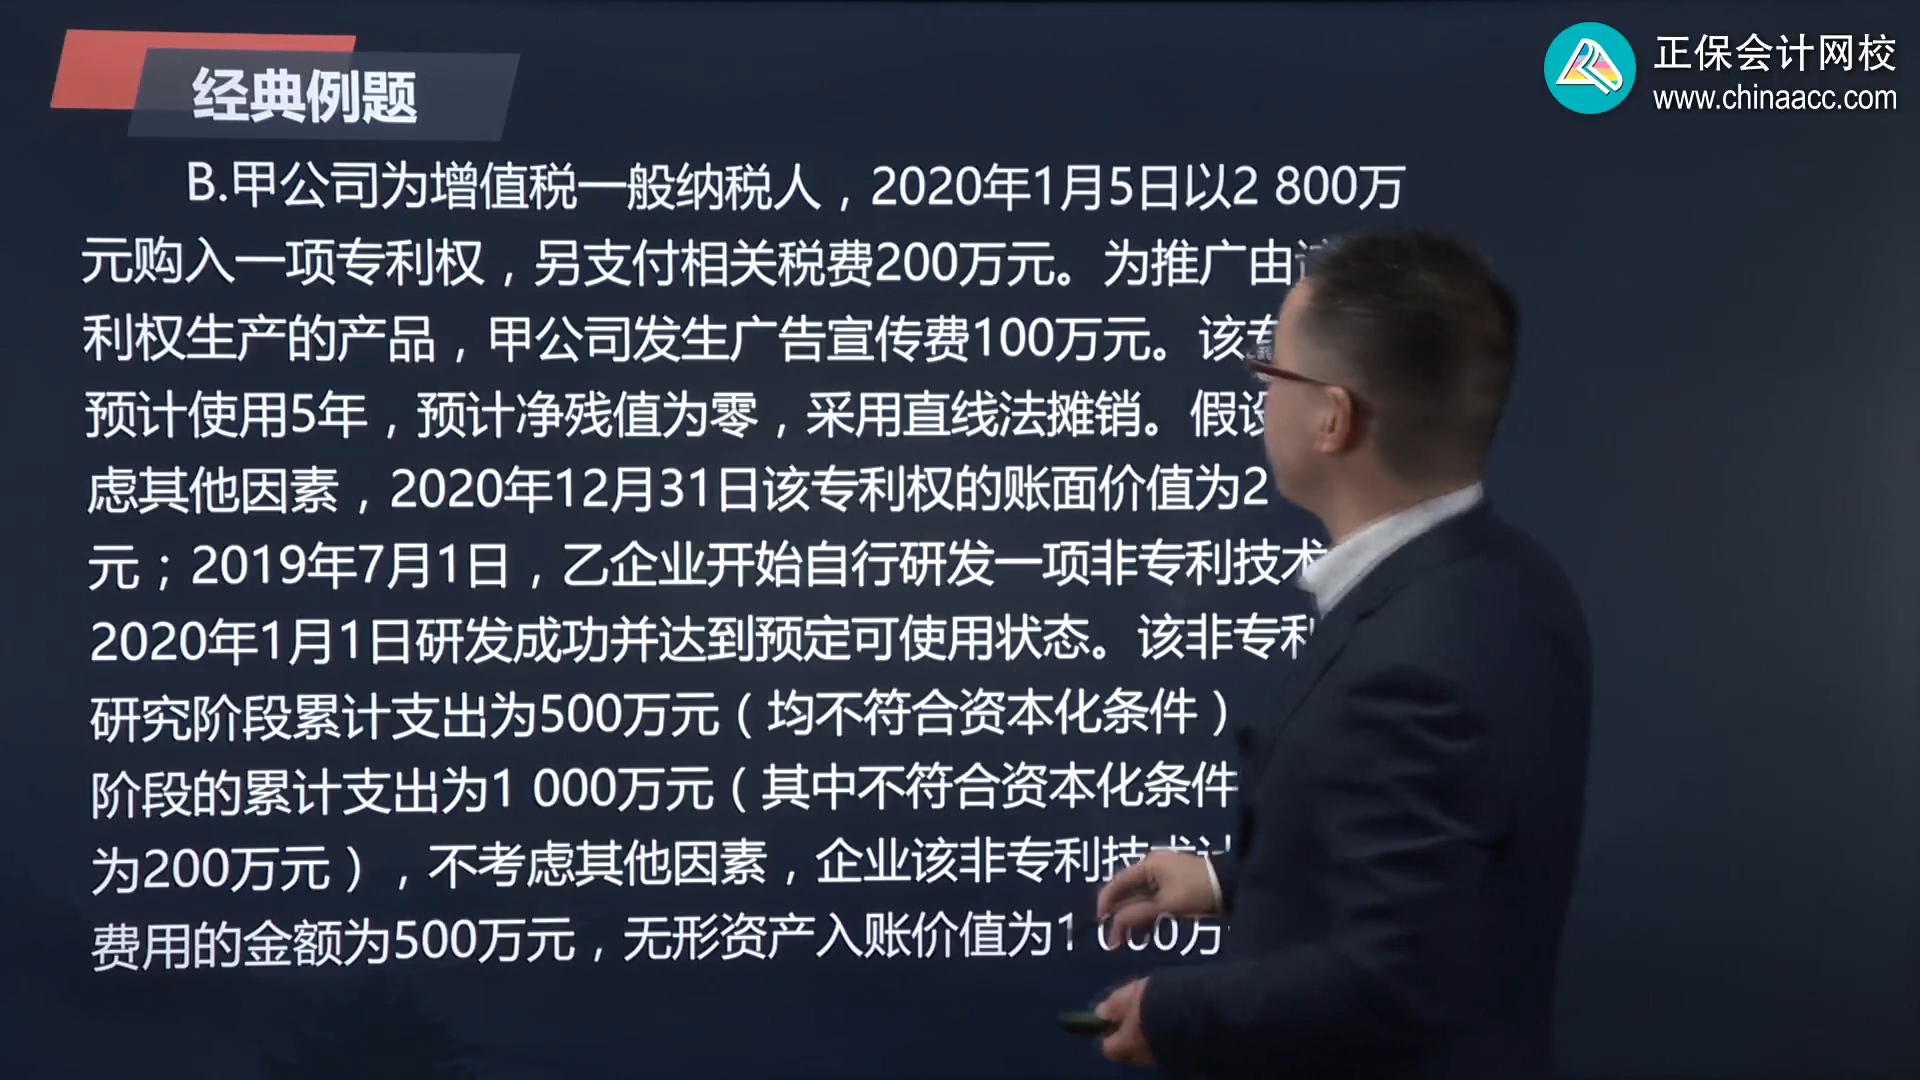 正保会计网校
www.chinaacc.com
经典例题
B.甲公司为增值税一般纳税人，2020年1月5日以2 800万
元购入一项专利权，另支付相关税费200万元。为推广由
利权生产的产品，甲公司发生广告宣传费100万元。该
预计使用5年，预计净残值为零，采用直线法摊销。假设
虑其他因素，2020年12月31日该专利权的账面价值为2
元；2019年7月1日，乙企业开始自行研发一项非专利技术
2020年1月1日研发成功并达到预定可使用状态。该非专利
研究阶段累计支出为500万元（均不符合资本化条件）
阶段的累计支出为1 000万元（其中不符合资本化条件
为200万元），不考虑其他因素，企业该非专利技术
费用的金额为500万元，无形资产入账价值为1 000万